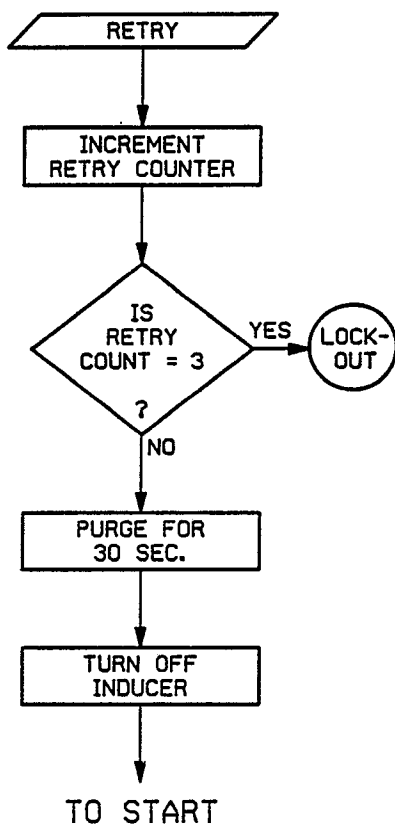 RETRY
INCREMENT
RETRY COUNTER
IS
RETRY
COUNT = 3
?
YES
LOCK-
OUT
NO
PURGE FOR
30 SEC.
TURN OFF
INDUCER
TO START